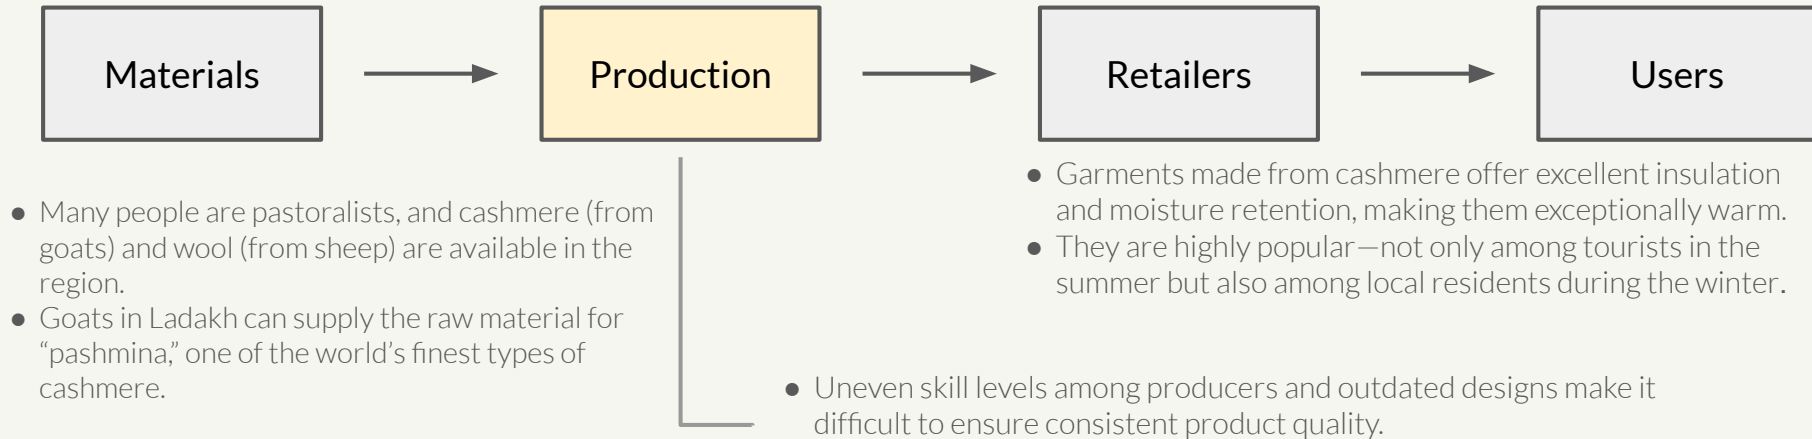 Materials
Production
Retailers
Users
● Many people are pastoralists, and cashmere (from
goats) and wool (from sheep) are available in the
region.
● Goats in Ladakh can supply the raw material for
“pashmina,” one of the world’s finest types of
cashmere.
● Garments made from cashmere offer excellent insulation
and moisture retention, making them exceptionally warm.
● They are highly popular—not only among tourists in the
summer but also among local residents during the winter.
● Uneven skill levels among producers and outdated designs make it
difficult to ensure consistent product quality.